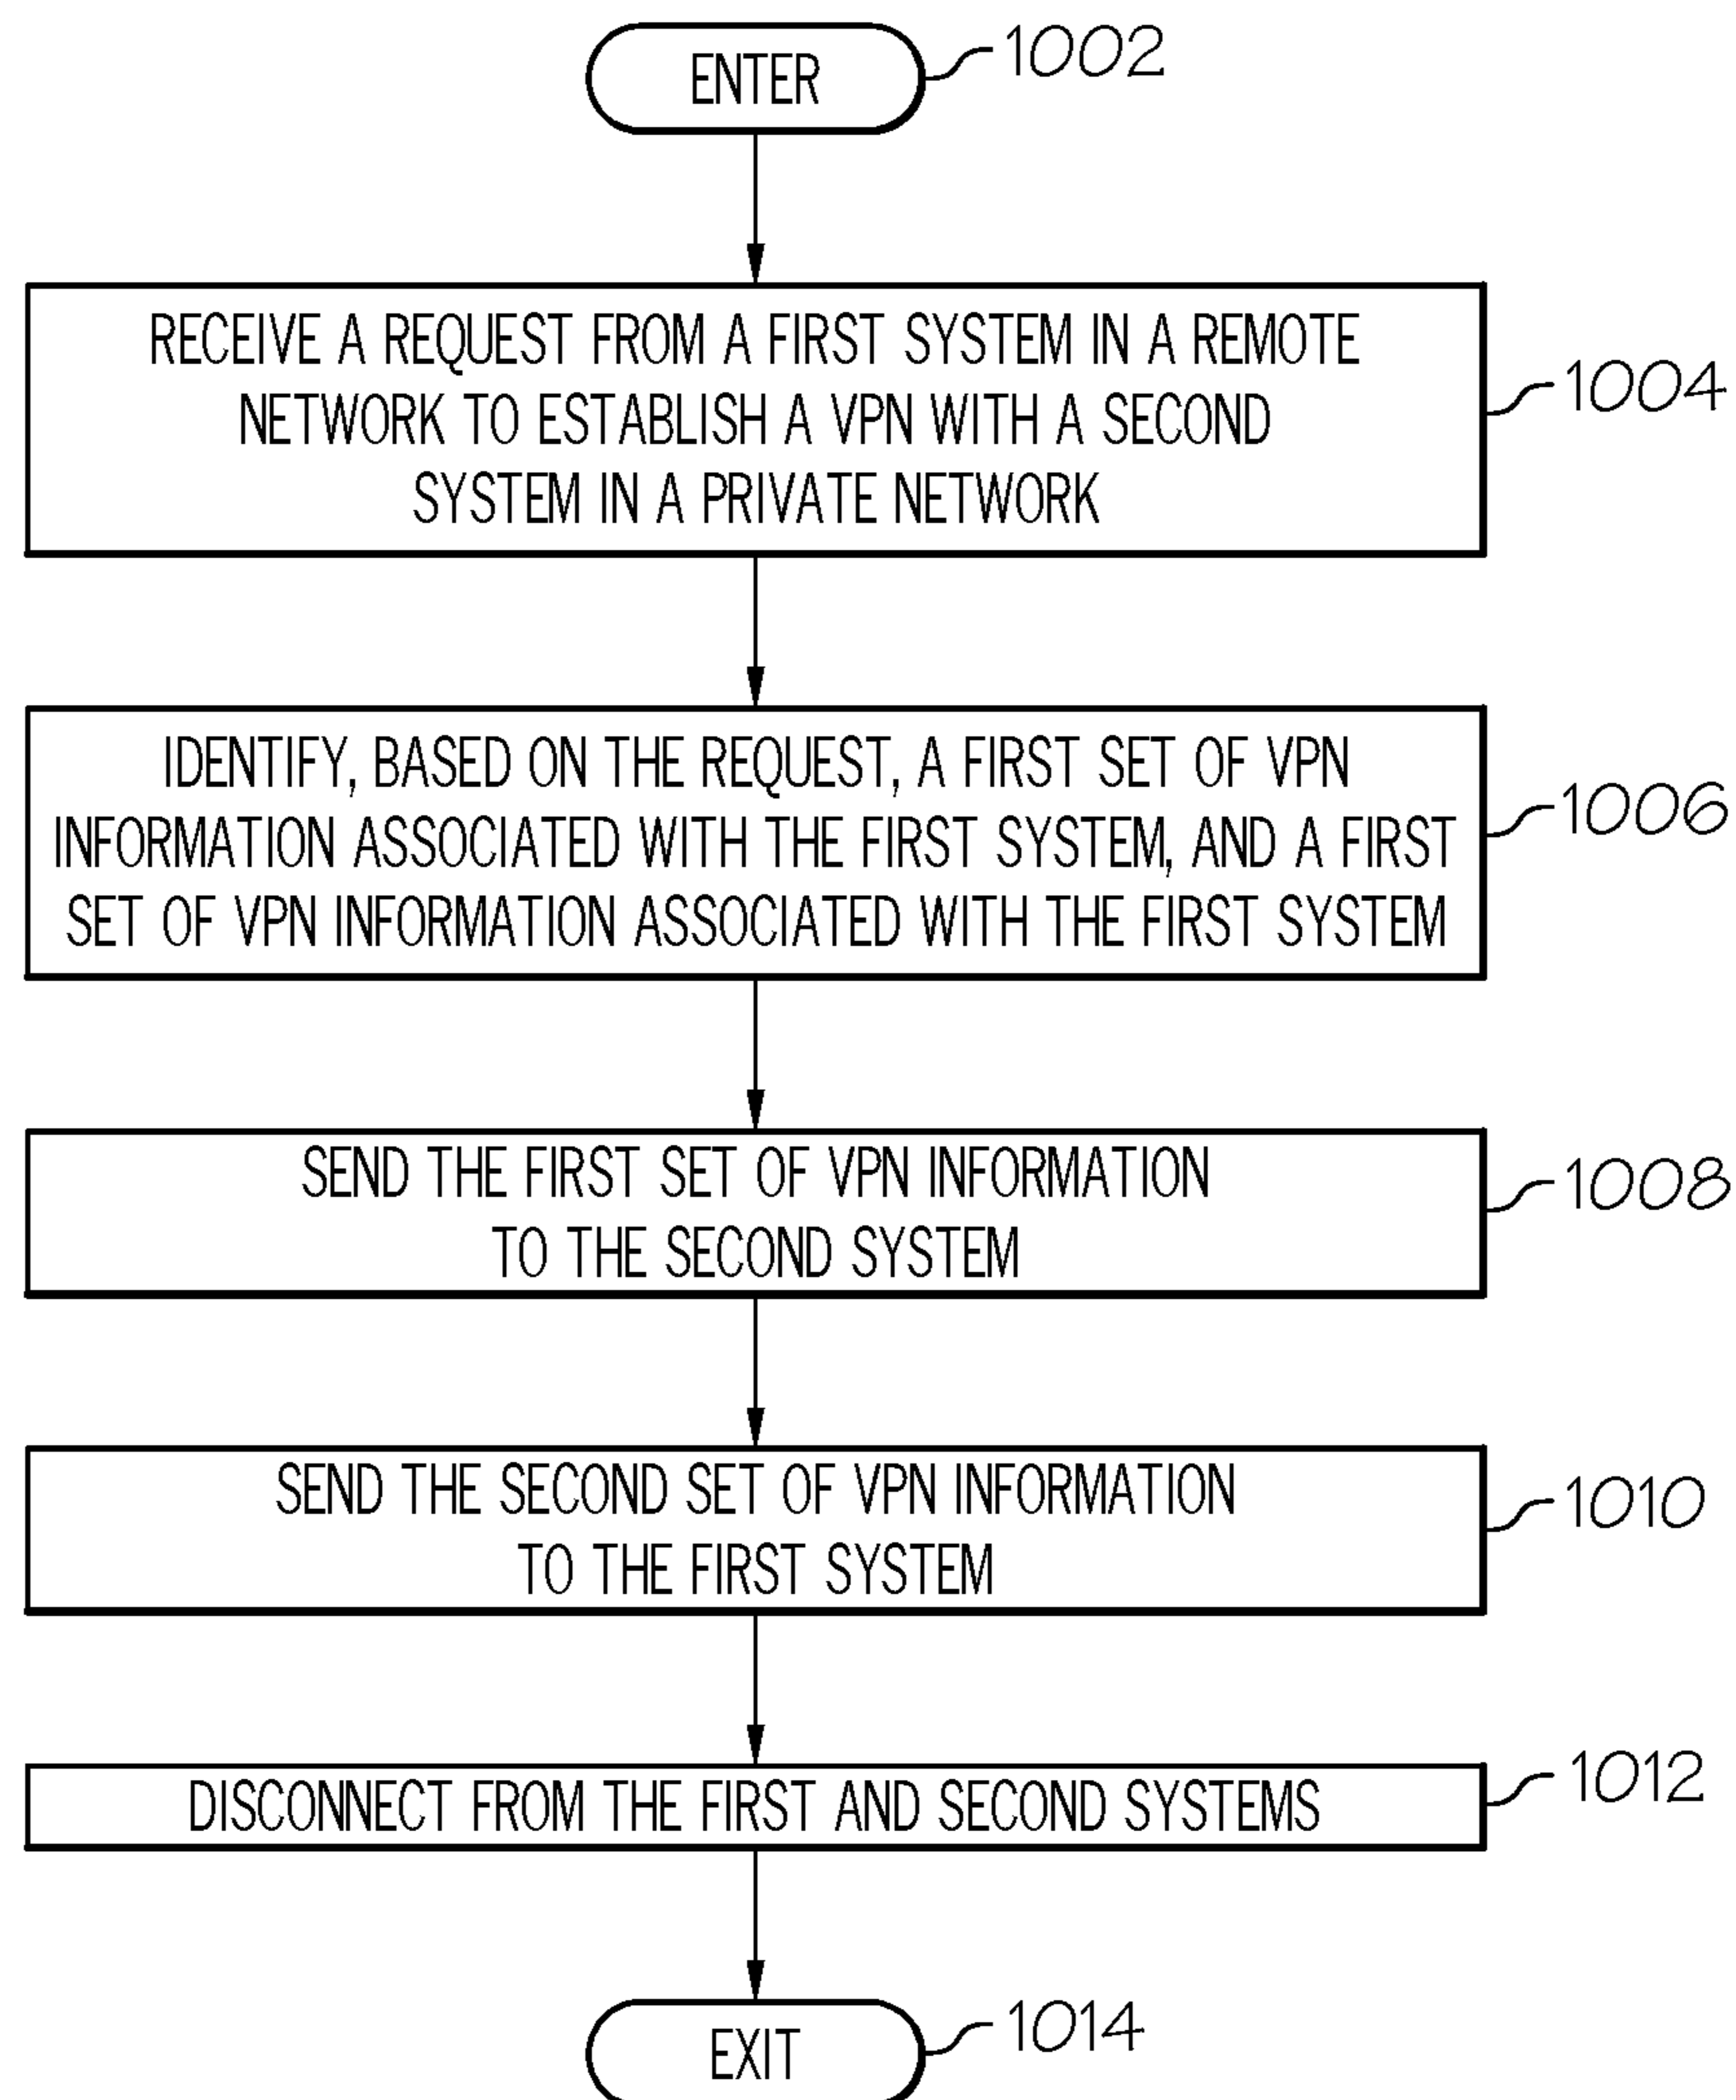 ENTER
1002
RECEIVE A REQUEST FROM A FIRST SYSTEM IN A REMOTE
NETWORK TO ESTABLISH A VPN WITH A SECOND
SYSTEM IN A PRIVATE NETWORK
1004
IDENTIFY, BASED ON THE REQUEST, A FIRST SET OF VPN
INFORMATION ASSOCIATED WITH THE FIRST SYSTEM, AND A FIRST
SET OF VPN INFORMATION ASSOCIATED WITH THE FIRST SYSTEM
1006
SEND THE FIRST SET OF VPN INFORMATION
TO THE SECOND SYSTEM
1008
SEND THE SECOND SET OF VPN INFORMATION
TO THE FIRST SYSTEM
1010
DISCONNECT FROM THE FIRST AND SECOND SYSTEMS
1012
EXIT
1014